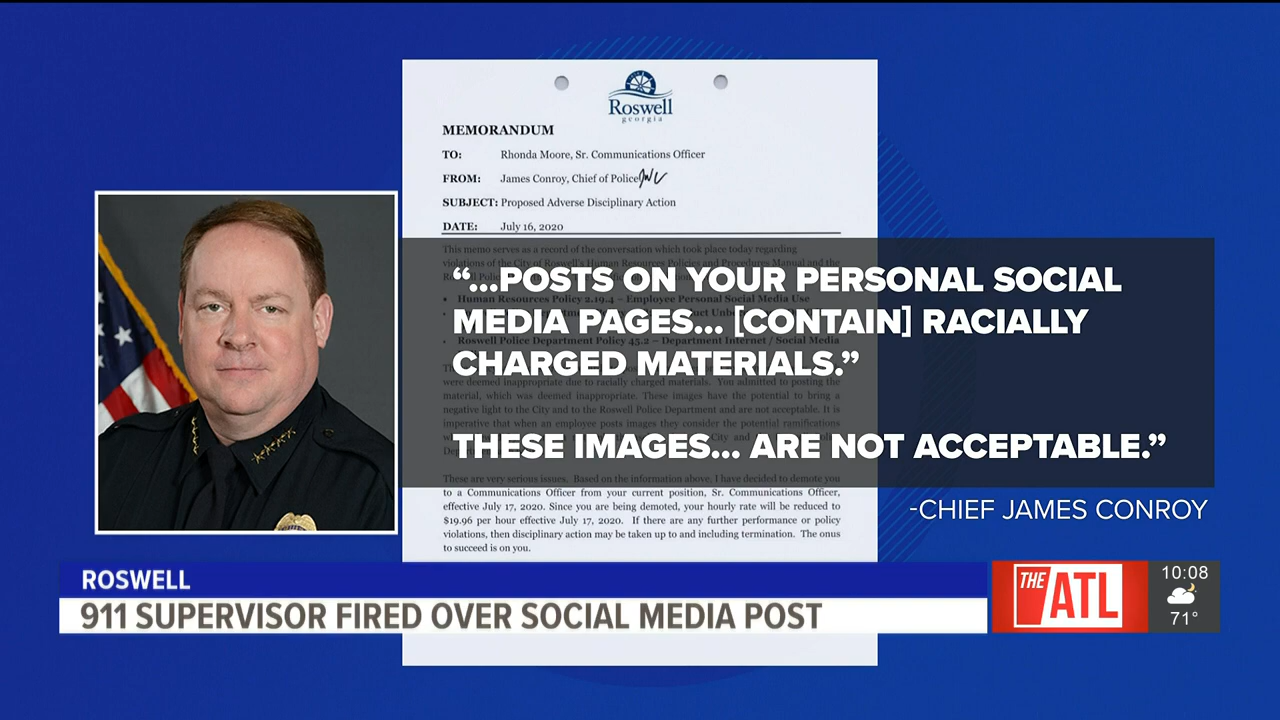 Roswell
georgia
MEMORANDUM
TO: Rhonda Moore, Sr. Communications Officer
FROM: James Conroy, Chief of Police
SUBJECT: Proposed Adverse Disciplinary Action
DATE: July 16, 2020
This memo serves as a record of the conversation which took place today regarding
violations of the City of Roswell's Human Resources Policies and Procedures Manual and the
“...POSTS ON YOUR PERSONAL SOCIAL
MEDIA PAGES... [CONTAIN] RACIALLY
CHARGED MATERIALS.”
THESE IMAGES... ARE NOT ACCEPTABLE.”
-CHIEF JAMES CONROY
Human Resources Policy 2.19.4 – Employee Personal Social Media Use
Roswell Police Department Policy 45.2 – Department Internet / Social Media
were deemed inappropriate due to racially charged materials. You admitted to posting the
material, which was deemed inappropriate. These images have the potential to bring a
negative light to the City and to the Roswell Police Department and are not acceptable. It is
imperative that when an employee posts images they consider the potential ramifications
These are very serious issues. Based on the information above, I have decided to demote you
to a Communications Officer from your current position, Sr. Communications Officer,
effective July 17, 2020. Since you are being demoted, your hourly rate will be reduced to
$19.96 per hour effective July 17, 2020. If there are any further performance or policy
violations, then disciplinary action may be taken up to and including termination. The onus
to succeed is on you.
ROSWELL
911 SUPERVISOR FIRED OVER SOCIAL MEDIA POST
THE ATL
10:08
71°